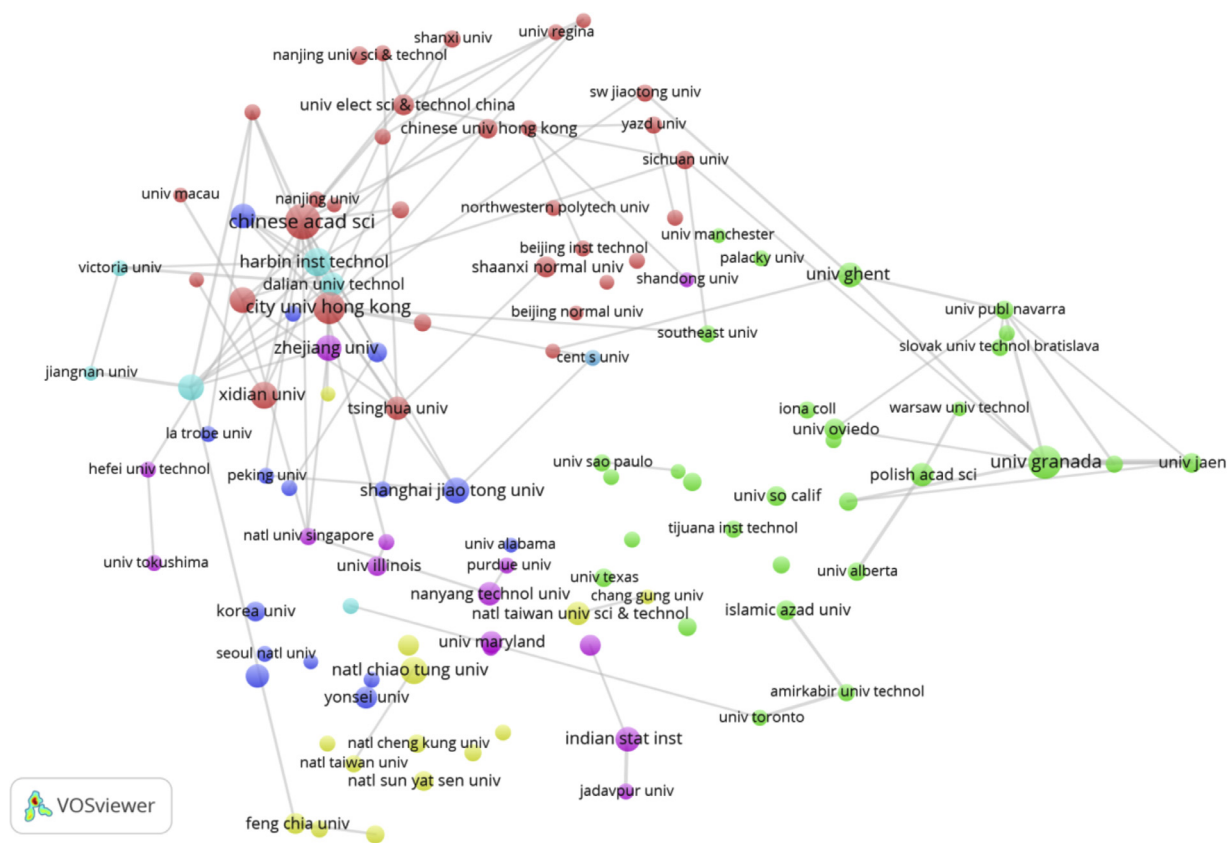 shanxi univ
univ regina
nanjing univ sci & technol
sw jiaotong univ
univ elect sci & technol china
yazd univ
chinese univ hong kong
sichuan univ
univ macau
nanjing univ
northwestern polytech univ
chinese acad sci
univ manchester
beijing inst technol
palacky univ
harbin inst technol
victoria univ
shaanxi normal univ
shandong univ
univ ghent
dalian univ technol
city univ hong kong
univ publ navarra
beijing normal univ
southeast univ
slovak univ technol bratislava
zhejiang univ
cent s univ
jiangnan univ
xidian univ
tsinghua univ
iona coll
warsaw univ technol
la trobe univ
univ oviedo
hefei univ technol
univ sao paulo
univ granada
univ jaen
peking univ
polish acad sci
shanghai jiao tong univ
univ so calif
natl univ singapore
tijuana inst technol
univ alabama
univ tokushima
univ illinois
purdue univ
univ texas
univ alberta
nanyang technol univ
chang gung univ
korea univ
natl taiwan univ sci & technol
islamic azad univ
univ maryland
seoul natl univ
natl chiao tung univ
yonsei univ
amirkabir univ technol
univ toronto
indian stat inst
natl cheng kung univ
natl taiwan univ
natl sun yat sen univ
jadavpur univ
VOSviewer
feng chia univ